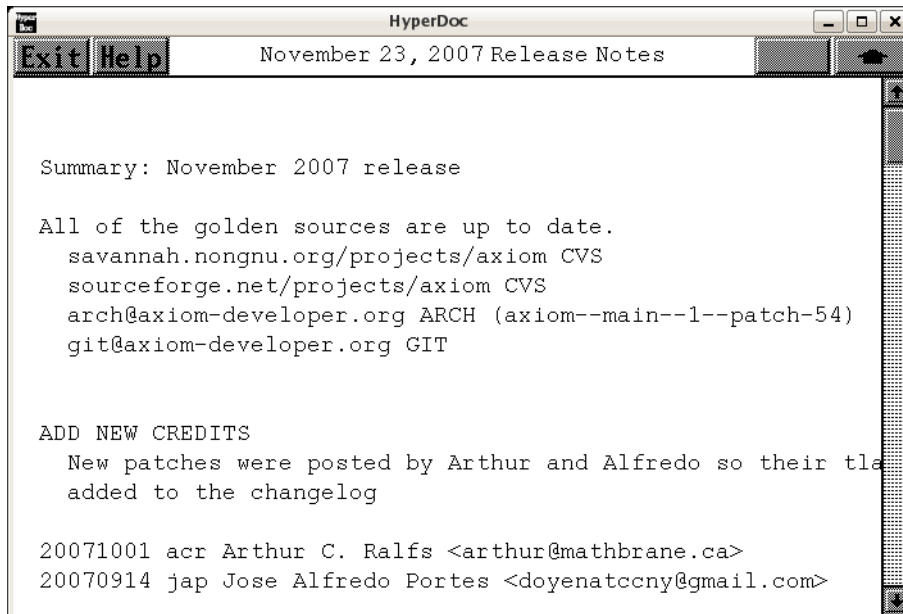 HyperDoc
Exit Help November 23, 2007 Release Notes
Summary: November 2007 release
All of the golden sources are up to date.
savannah.nongnu.org/projects/axiom CVS
sourceforge.net/projects/axiom CVS
arch@axiom-developer.org ARCH (axiom--main--1--patch-54)
git@axiom-developer.org GIT
ADD NEW CREDITS
New patches were posted by Arthur and Alfredo so their tla
added to the changelog
20071001 acr Arthur C. Ralfs <arthur@mathbrane.ca>
20070914 jap Jose Alfredo Portes <doyenatccny@gmail.com>